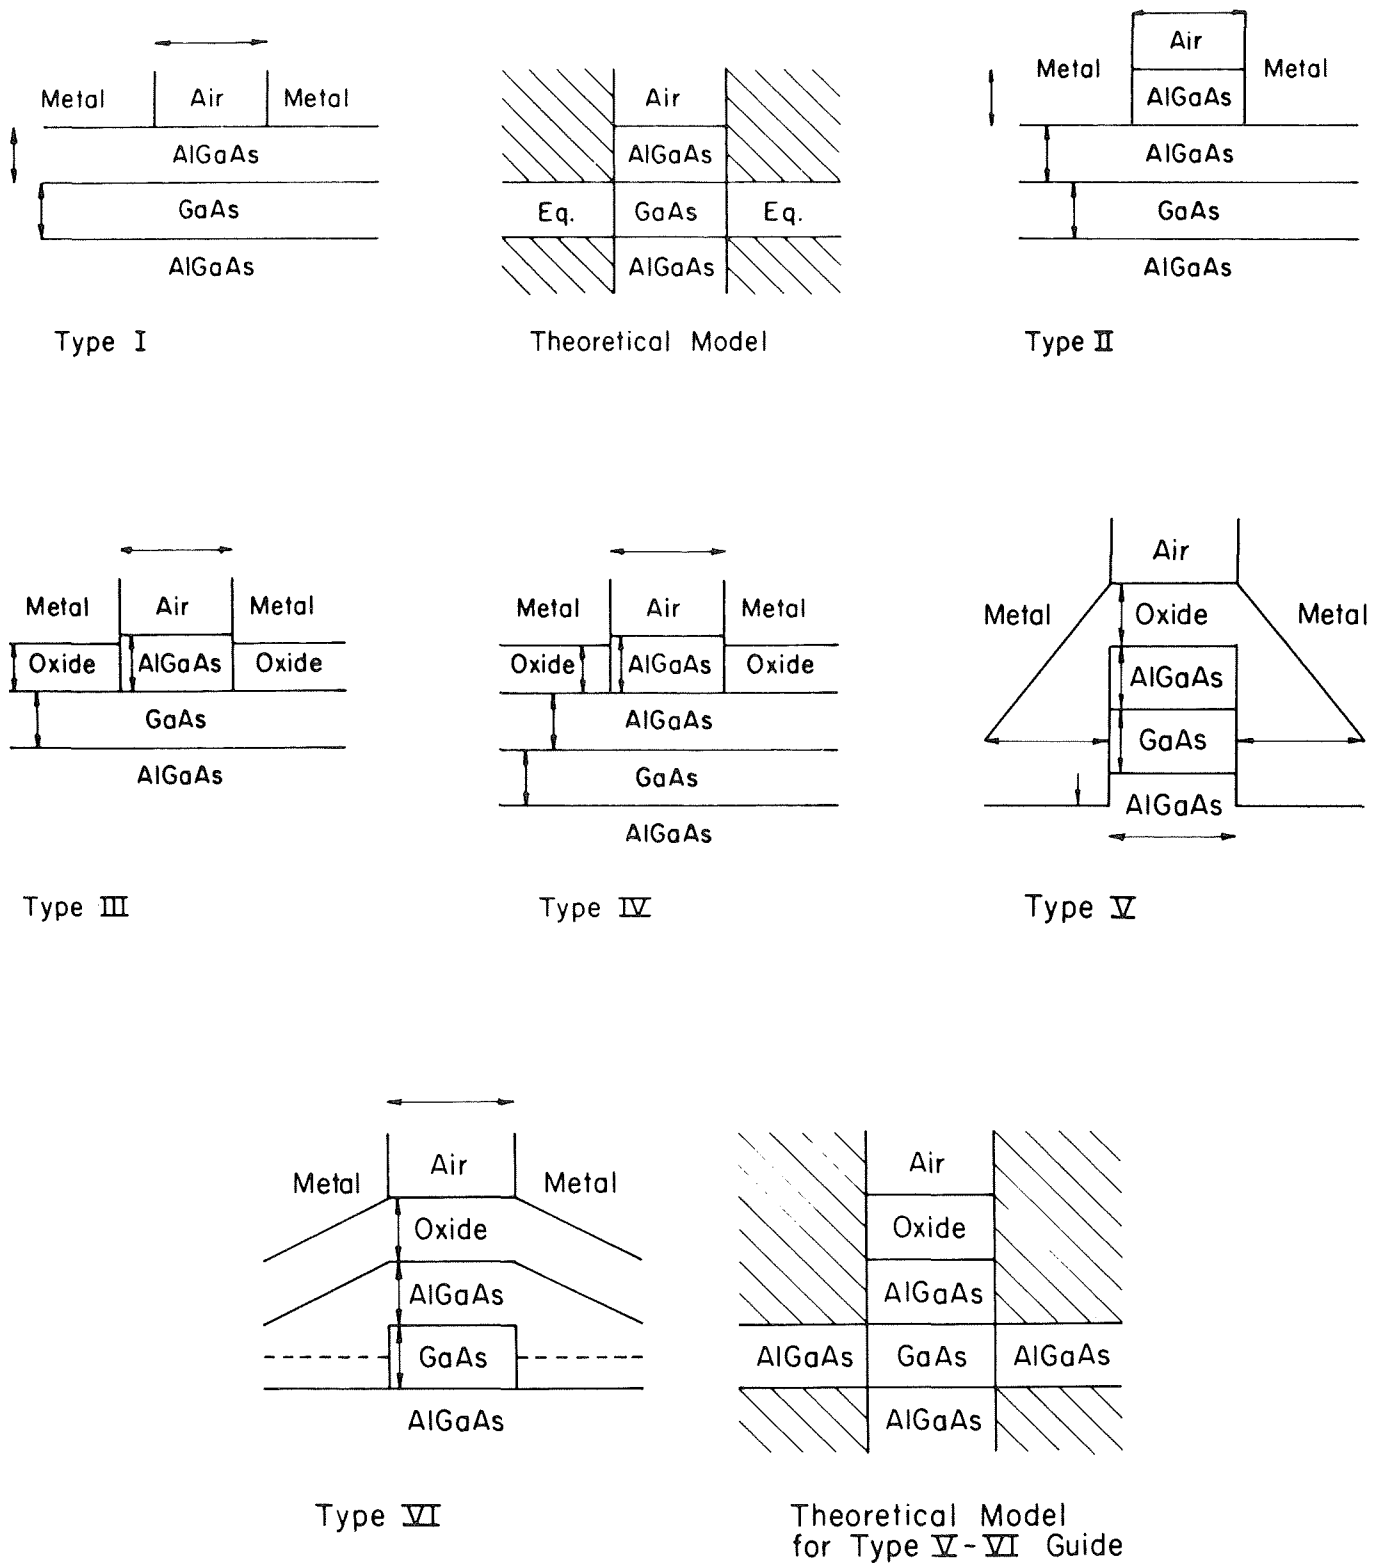 Metal Air Metal
AlGaAs
GaAs
AlGaAs
Type I
Air
AlGaAs
Eq. GaAs Eq.
AlGaAs
Theoretical Model
Air
Metal Metal
AlGaAs
AlGaAs
GaAs
AlGaAs
Type II
Metal Air Metal
Oxide AlGaAs Oxide
GaAs
AlGaAs
Type III
Metal Air Metal
Oxide AlGaAs Oxide
AlGaAs
GaAs
AlGaAs
Type IV
Air
Metal Oxide Metal
AlGaAs
GaAs
AlGaAs
Type V
Air
Metal Metal
Oxide
AlGaAs
GaAs
AlGaAs
Type VI
Air
Oxide
AlGaAs
AlGaAs GaAs AlGaAs
AlGaAs
Theoretical Model
for Type V-VI Guide